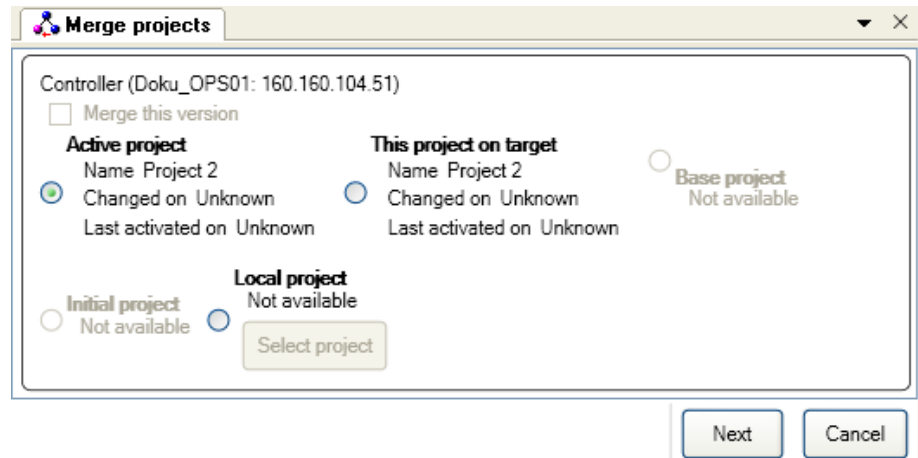 Merge projects
Controller (Doku_OPS01: 160.160.104.51)
Merge this version
Active project
Name Project 2
Changed on Unknown
Last activated on Unknown
This project on target
Name Project 2
Changed on Unknown
Last activated on Unknown
Base project
Not available
Initial project
Not available
Local project
Not available
Select project
Next
Cancel